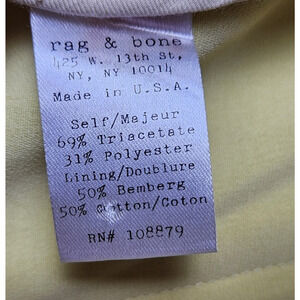 rag & bone
425 W. 13th st,
NY, NY 10014
Made in U.S.A.
Self/Majeur
69% Triacetate
31% Polyester
Lining/Doublure
50% Bemberg
50% Cotton/Coton
RN# 108879